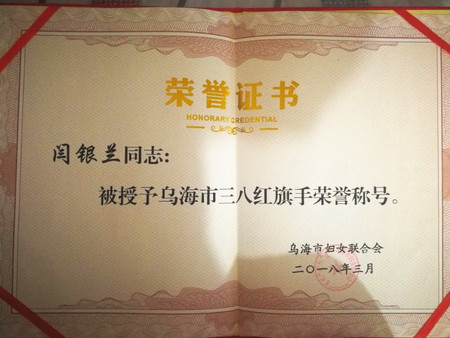 荣誉证书
HONORARY CREDENTIAL
闫银兰同志:
被授予乌海市三八红旗手荣誉称号。
乌海市妇女联合会
二〇一八年三月